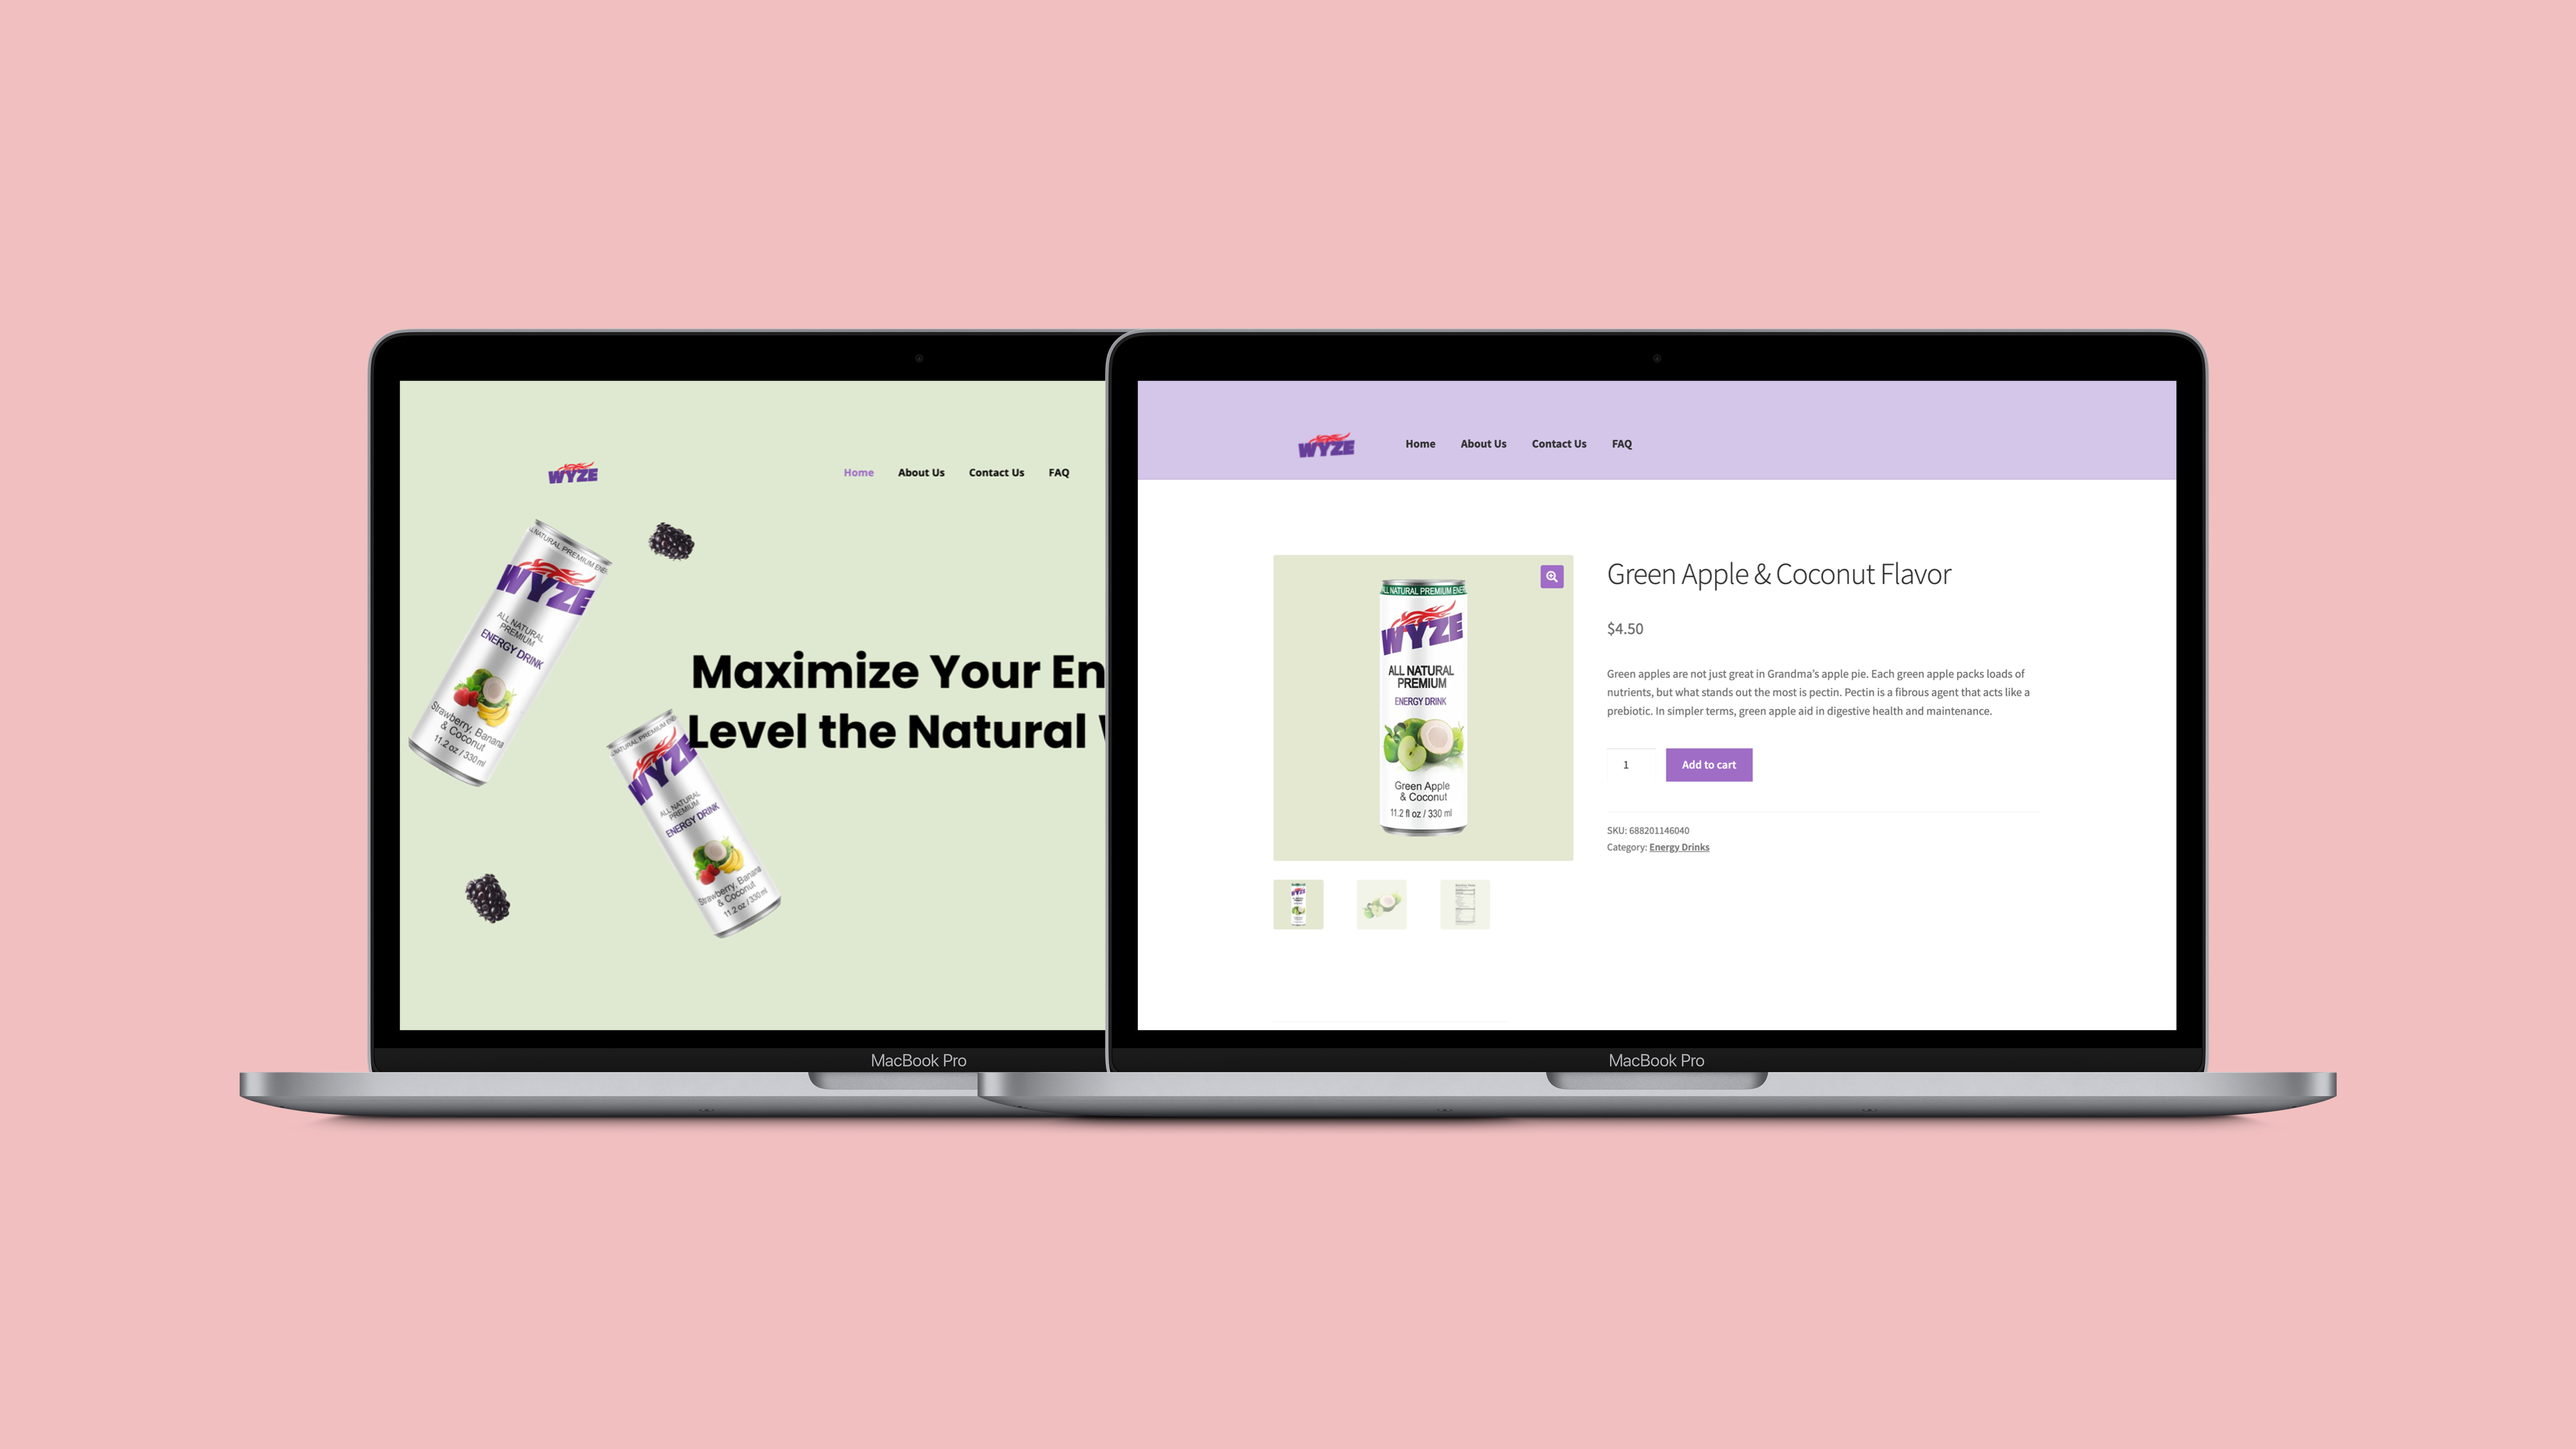 WYZE
Home About Us Contact Us FAQ
ALL NATURAL PREMIUM ENE
WYZE
ALL NATURAL
PREMIUM
ENERGY DRINK
Strawberry, Banana
& Coconut
11.2 oz / 330 ml
Maximize Your En
Level the Natural
NATURAL PREMIUM EN
WYZE
ALL NATURAL
PREMIUM
ENERGY DRINK
Strawberry, Banana
& Coconut
11.2 oz / 330 ml
MacBook Pro
WYZE
Home About Us Contact Us FAQ
ALL NATURAL PREMIUM ENE
WYZE
ALL NATURAL
PREMIUM
ENERGY DRINK
Green Apple
& Coconut
11.2 fl oz / 330 ml
Green Apple & Coconut Flavor
$4.50
Green apples are not just great in Grandma's apple pie. Each green apple packs loads of
nutrients, but what stands out the most is pectin. Pectin is a fibrous agent that acts like a
prebiotic. In simpler terms, green apple aid in digestive health and maintenance.
1 Add to cart
SKU: 688201146040
Category: Energy Drinks
MacBook Pro